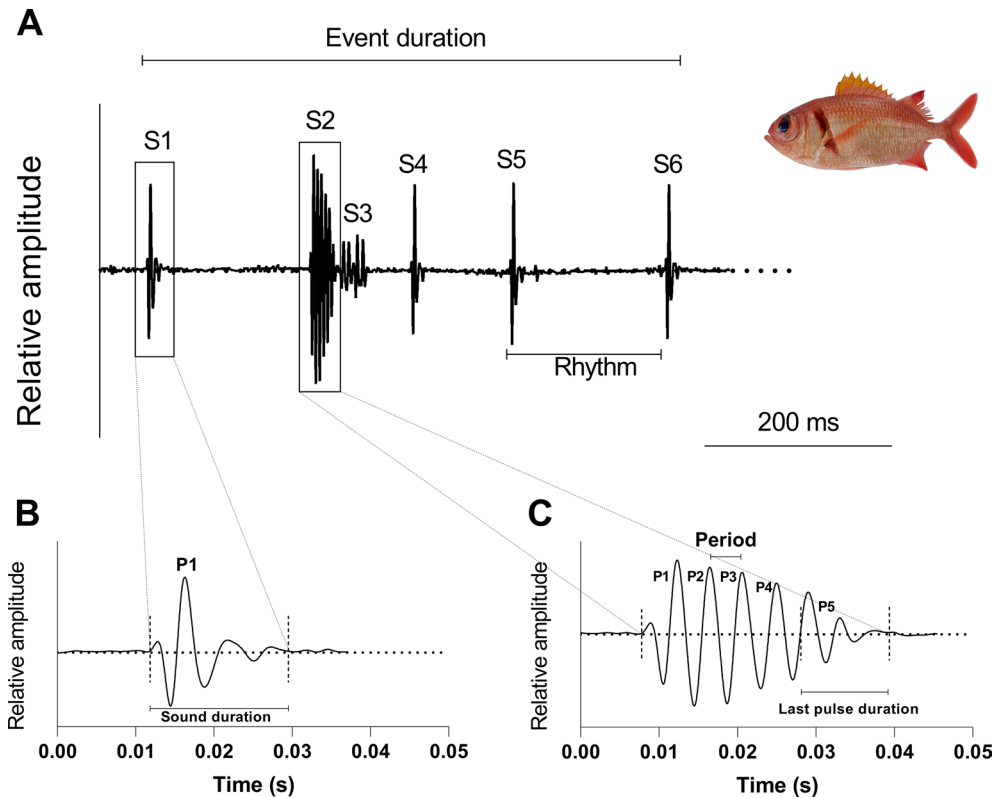 A
Event duration
S1
S2
S3
S4
S5
S6
Relative amplitude
Rhythm
200 ms
B
P1
Relative amplitude
Sound duration
0.00 0.01 0.02 0.03 0.04 0.05
Time (s)
C
Period
P1 P2 P3 P4 P5
Relative amplitude
Last pulse duration
0.00 0.01 0.02 0.03 0.04 0.05
Time (s)